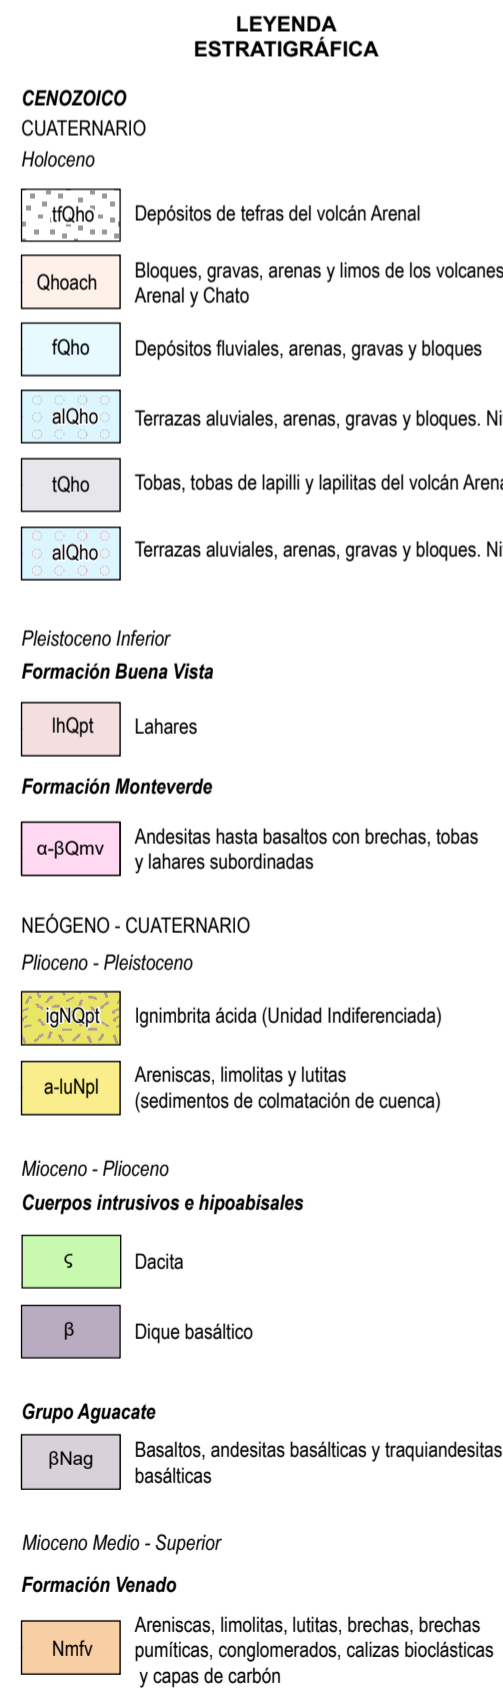 LEYENDA
ESTRATIGRÁFICA
CENOZOICO
CUATERNARIO
Holoceno
tfQho Depósitos de tefras del volcán Arenal
Qhoach Bloques, gravas, arenas y limos de los volcanes
Arenal y Chato
fQho Depósitos fluviales, arenas, gravas y bloques
alQho Terrazas aluviales, arenas, gravas y bloques.
tQho Tobas, tobas de lapilli y lapilitas del volcán
alQho Terrazas aluviales, arenas, gravas y bloques.
Pleistoceno Inferior
Formación Buena Vista
lhQpt Lahares
Formación Monteverde
α-βQmv Andesitas hasta basaltos con brechas, tobas
y lahares subordinadas
NEÓGENO - CUATERNARIO
Plioceno - Pleistoceno
igNQpt Ignimbrita ácida (Unidad Indiferenciada)
a-luNpl Areniscas, limolitas y lutitas
(sedimentos de colmatación de cuenca)
Mioceno - Plioceno
Cuerpos intrusivos e hipoabisales
ς Dacita
β Dique basáltico
Grupo Aguacate
βNag Basaltos, andesitas basálticas y traquiandesitas
basálticas
Mioceno Medio - Superior
Formación Venado
Nmfv Areniscas, limolitas, lutitas, brechas, brechas
pumíticas, conglomerados, calizas bioclásticas
y capas de carbón